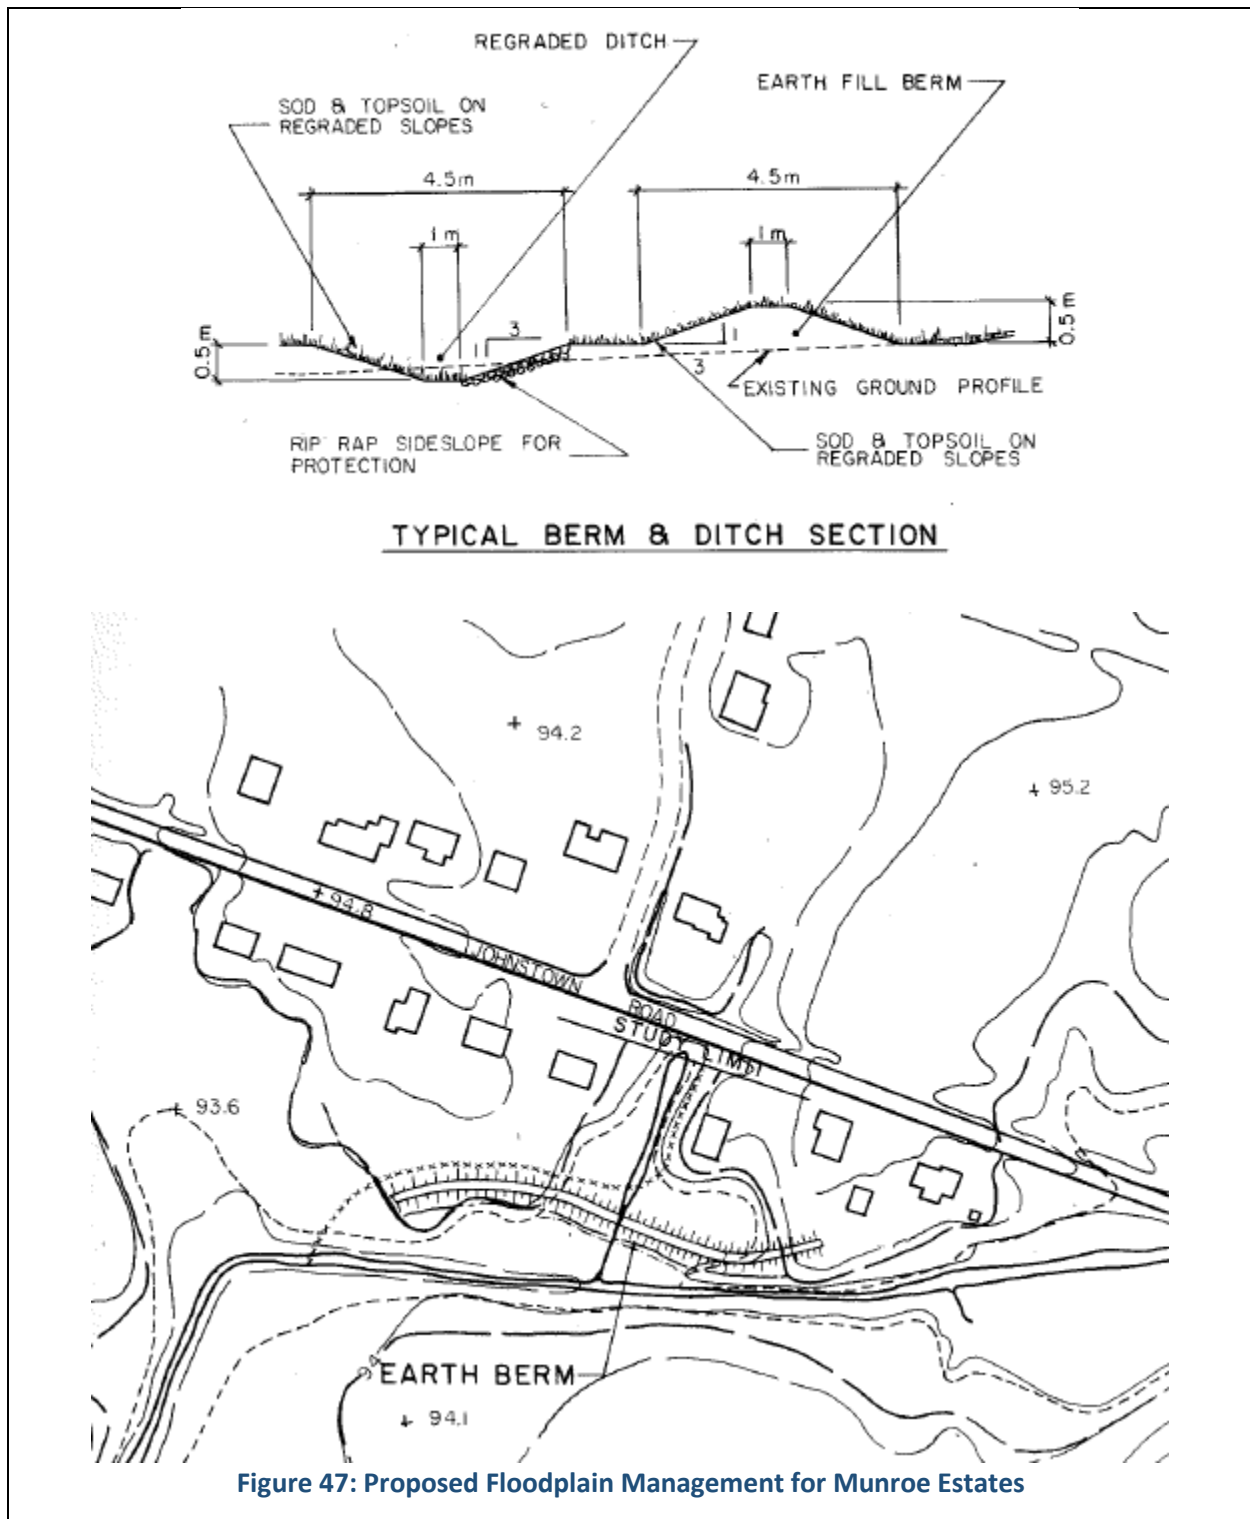 REGRADED DITCH
EARTH FILL BERM
SOD & TOPSOIL ON
REGRADED SLOPES
4.5m
4.5m
1m
1m
3
1
0.5m
1
3
0.5m
EXISTING GROUND PROFILE
RIP RAP SIDESLOPE FOR
PROTECTION
SOD & TOPSOIL ON
REGRADED SLOPES
TYPICAL BERM & DITCH SECTION
94.2
95.2
94.8
JOHNSTOWN ROAD
STUDY LIMIT
93.6
94
EARTH BERM
94.1
Figure 47: Proposed Floodplain Management for Munroe Estates